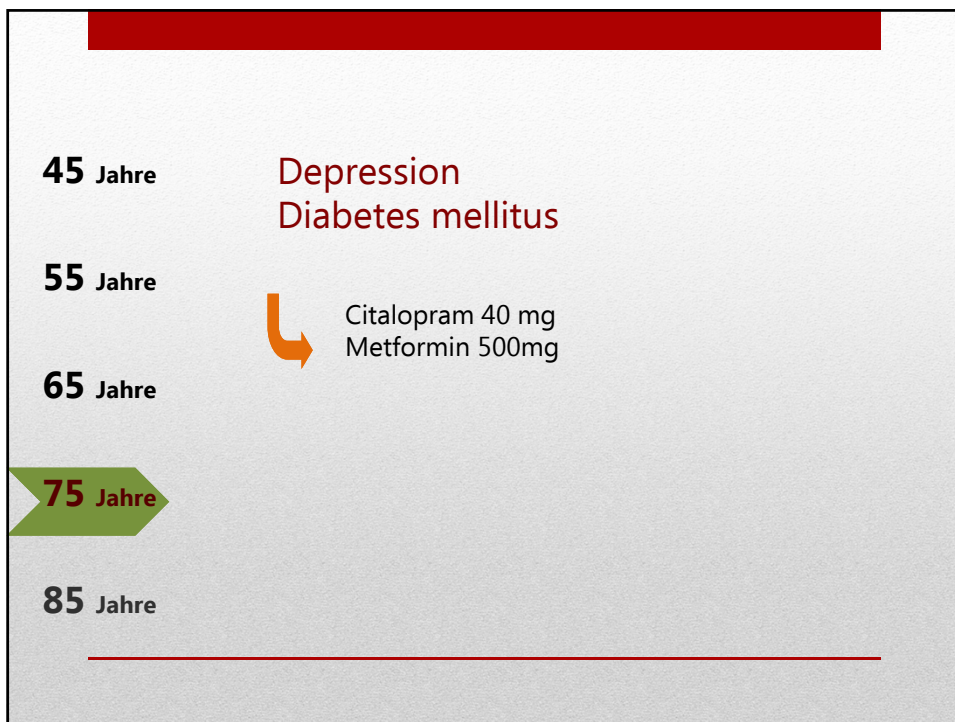 45 Jahre
Depression
Diabetes mellitus
55 Jahre
Citalopram 40 mg
Metformin 500mg
65 Jahre
75 Jahre
85 Jahre